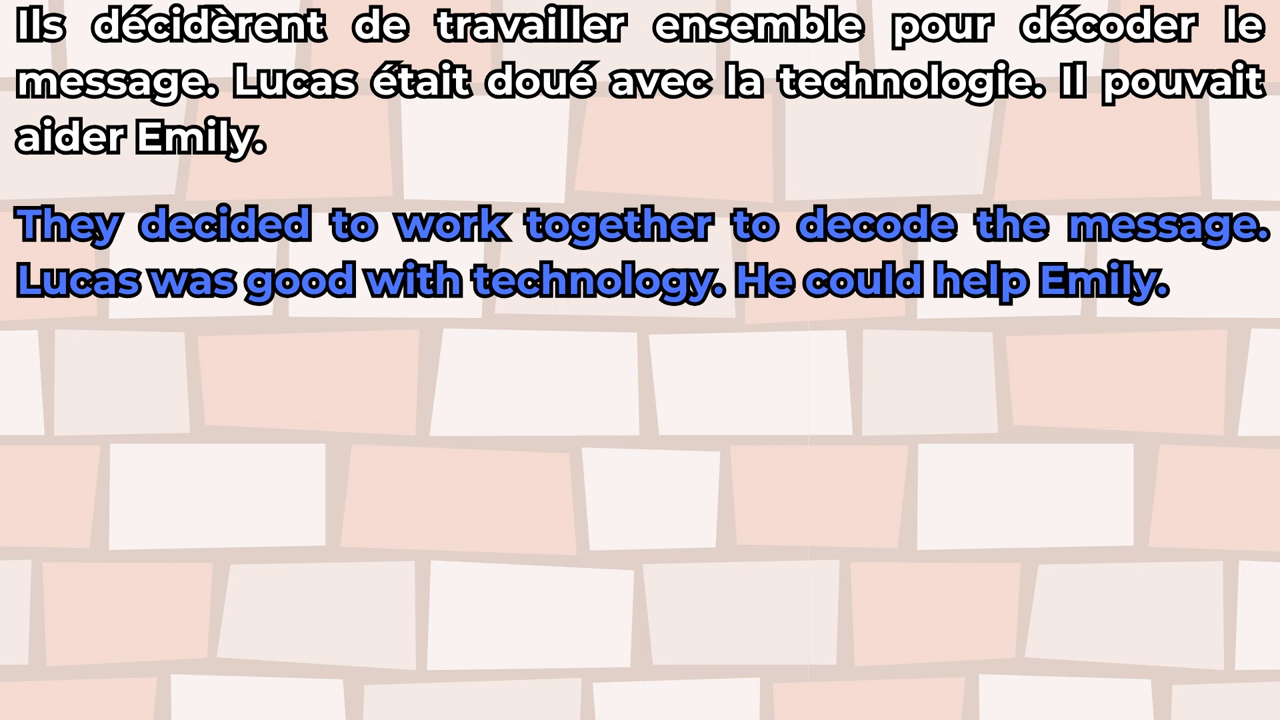 Ils décidèrent de travailler ensemble pour décoder le
message. Lucas était doué avec la technologie. Il pouvait
aider Emily.
They decided to work together to decode the message.
Lucas was good with technology. He could help Emily.